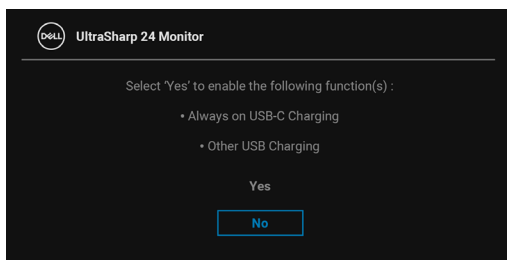 DELL UltraSharp 24 Monitor
Select ‘Yes’ to enable the following function(s) :
• Always on USB-C Charging
• Other USB Charging
Yes
No